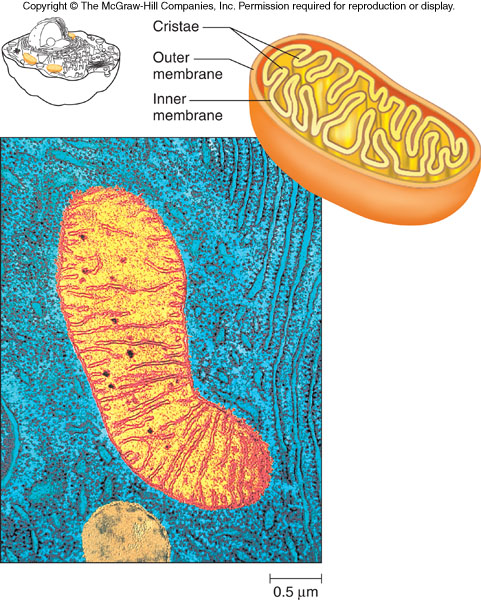 Copyright © The McGraw-Hill Companies, Inc. Permission required for reproduction or display.
Cristae
Outer
membrane
Inner
membrane
0.5 μm